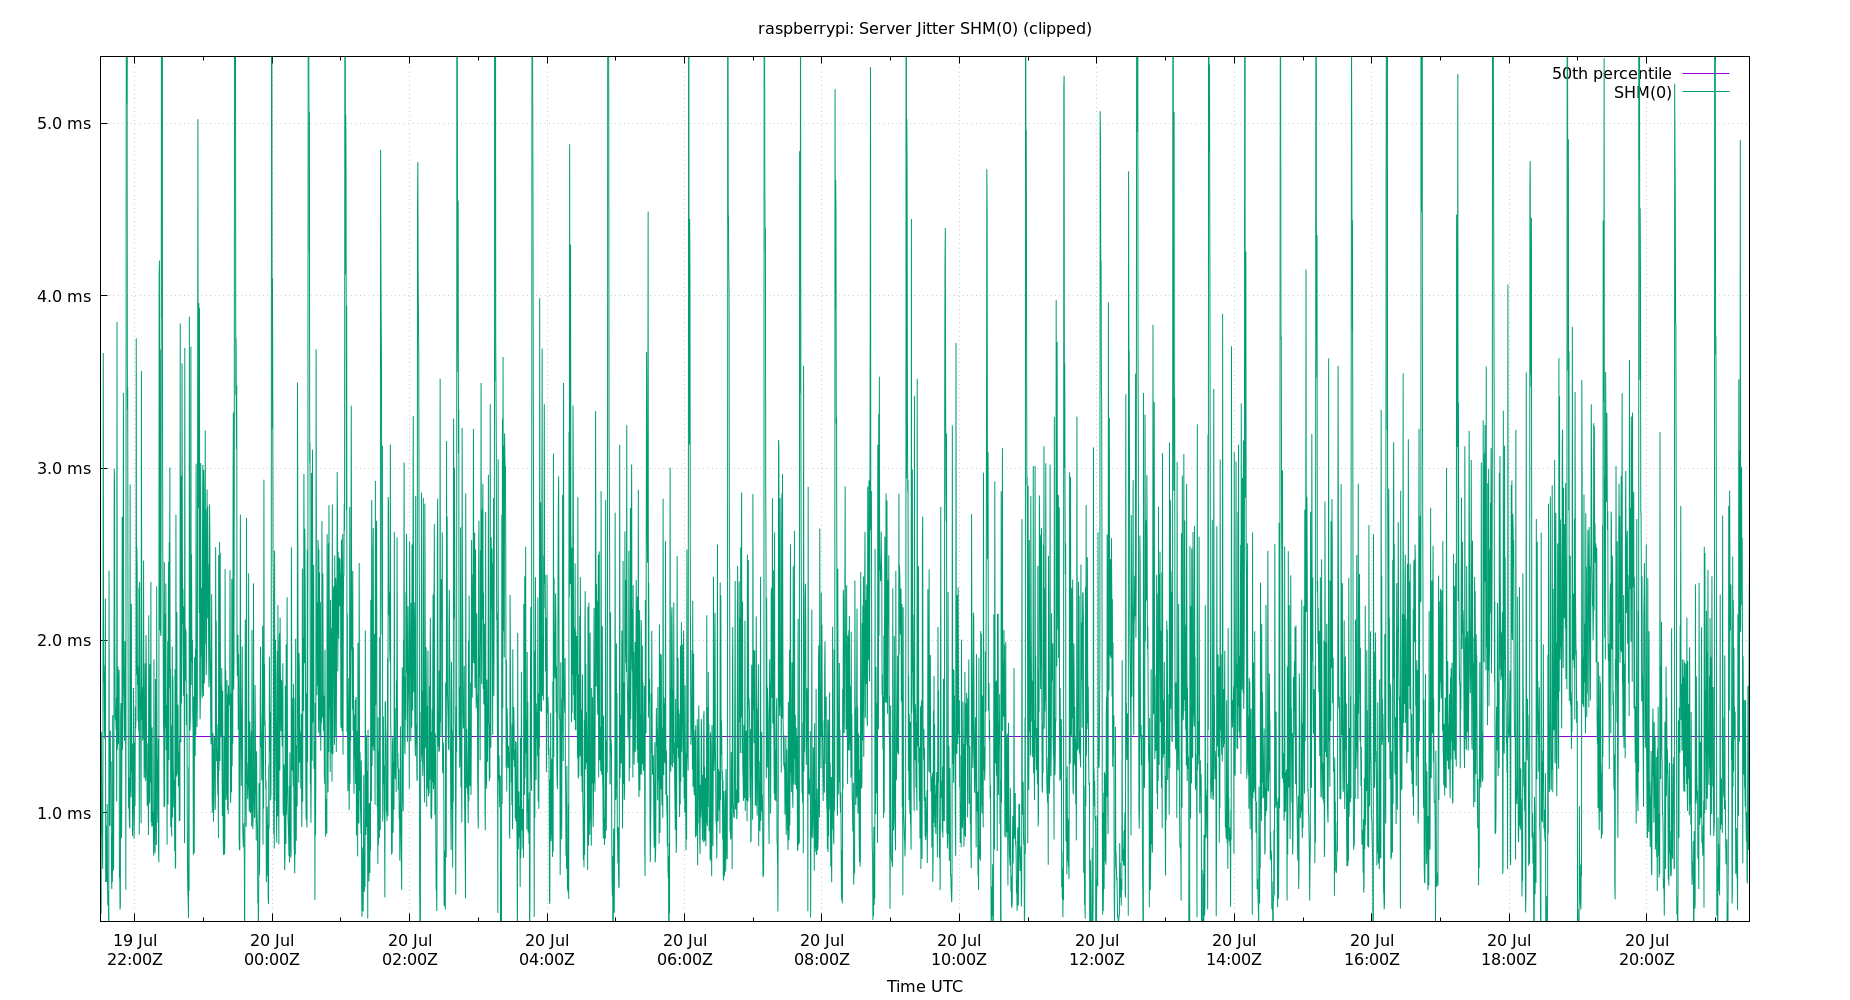 raspberrypi: Server Jitter SHM(0) (clipped)
50th percentile
SHM(0)
5.0 ms
4.0 ms
3.0 ms
2.0 ms
1.0 ms
19 Jul 20 Jul 20 Jul 20 Jul 20 Jul 20 Jul 20 Jul 20 Jul 20 Jul 20 Jul 20 Jul 20 Jul
22:00Z 00:00Z 02:00Z 04:00Z 06:00Z 08:00Z 10:00Z 12:00Z 14:00Z 16:00Z 18:00Z 20:00Z
Time UTC